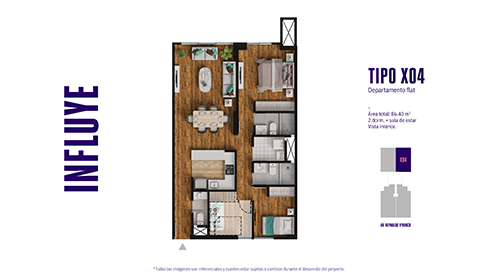 INFLUYE
TIPO X04
Departamento flat
-
Área total: 86.40 m²
2 dorm. + sala de estar
Vista interior.
X04
*Todas las imágenes son referenciales y pueden estar sujetas a cambios durante el desarrollo del proyecto.